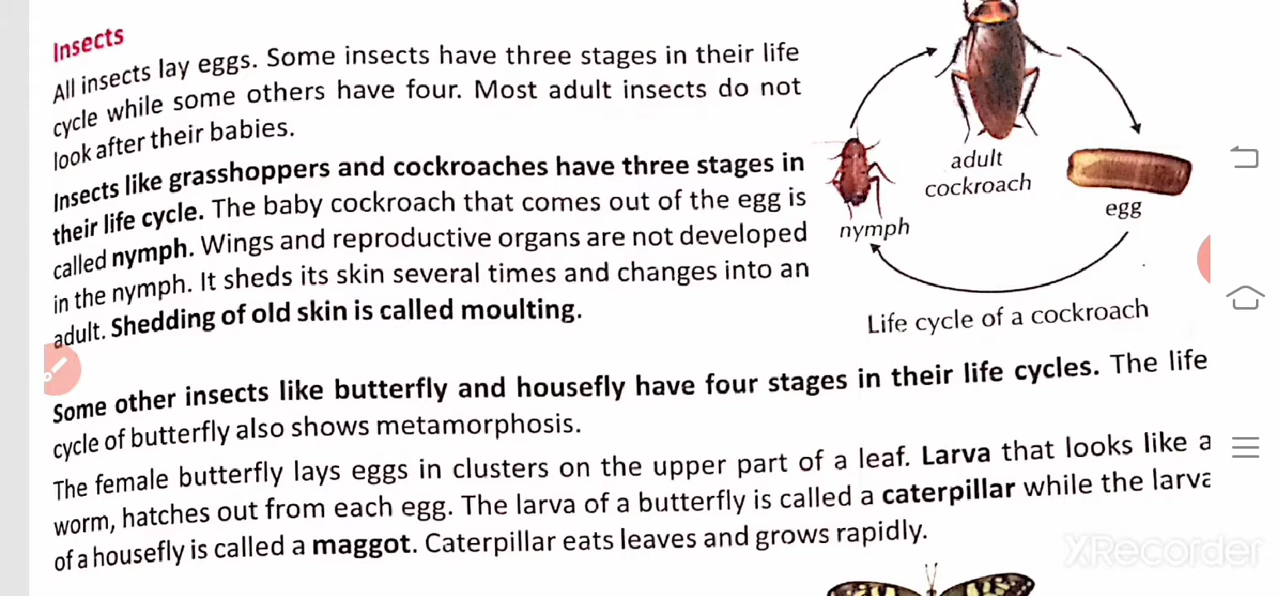 Insects
All insects lay eggs. Some insects have three stages in their life
cycle while some others have four. Most adult insects do not
look after their babies.
Insects like grasshoppers and cockroaches have three stages in
their life cycle. The baby cockroach that comes out of the egg is
called nymph. Wings and reproductive organs are not developed
in the nymph. It sheds its skin several times and changes into an
adult. Shedding of old skin is called moulting.
adult
cockroach
egg
nymph
Life cycle of a cockroach
Some other insects like butterfly and housefly have four stages in their life cycles. The life
cycle of butterfly also shows metamorphosis.
The female butterfly lays eggs in clusters on the upper part of a leaf. Larva that looks like a
worm, hatches out from each egg. The larva of a butterfly is called a caterpillar while the larva
of a housefly is called a maggot. Caterpillar eats leaves and grows rapidly.
XRecorder